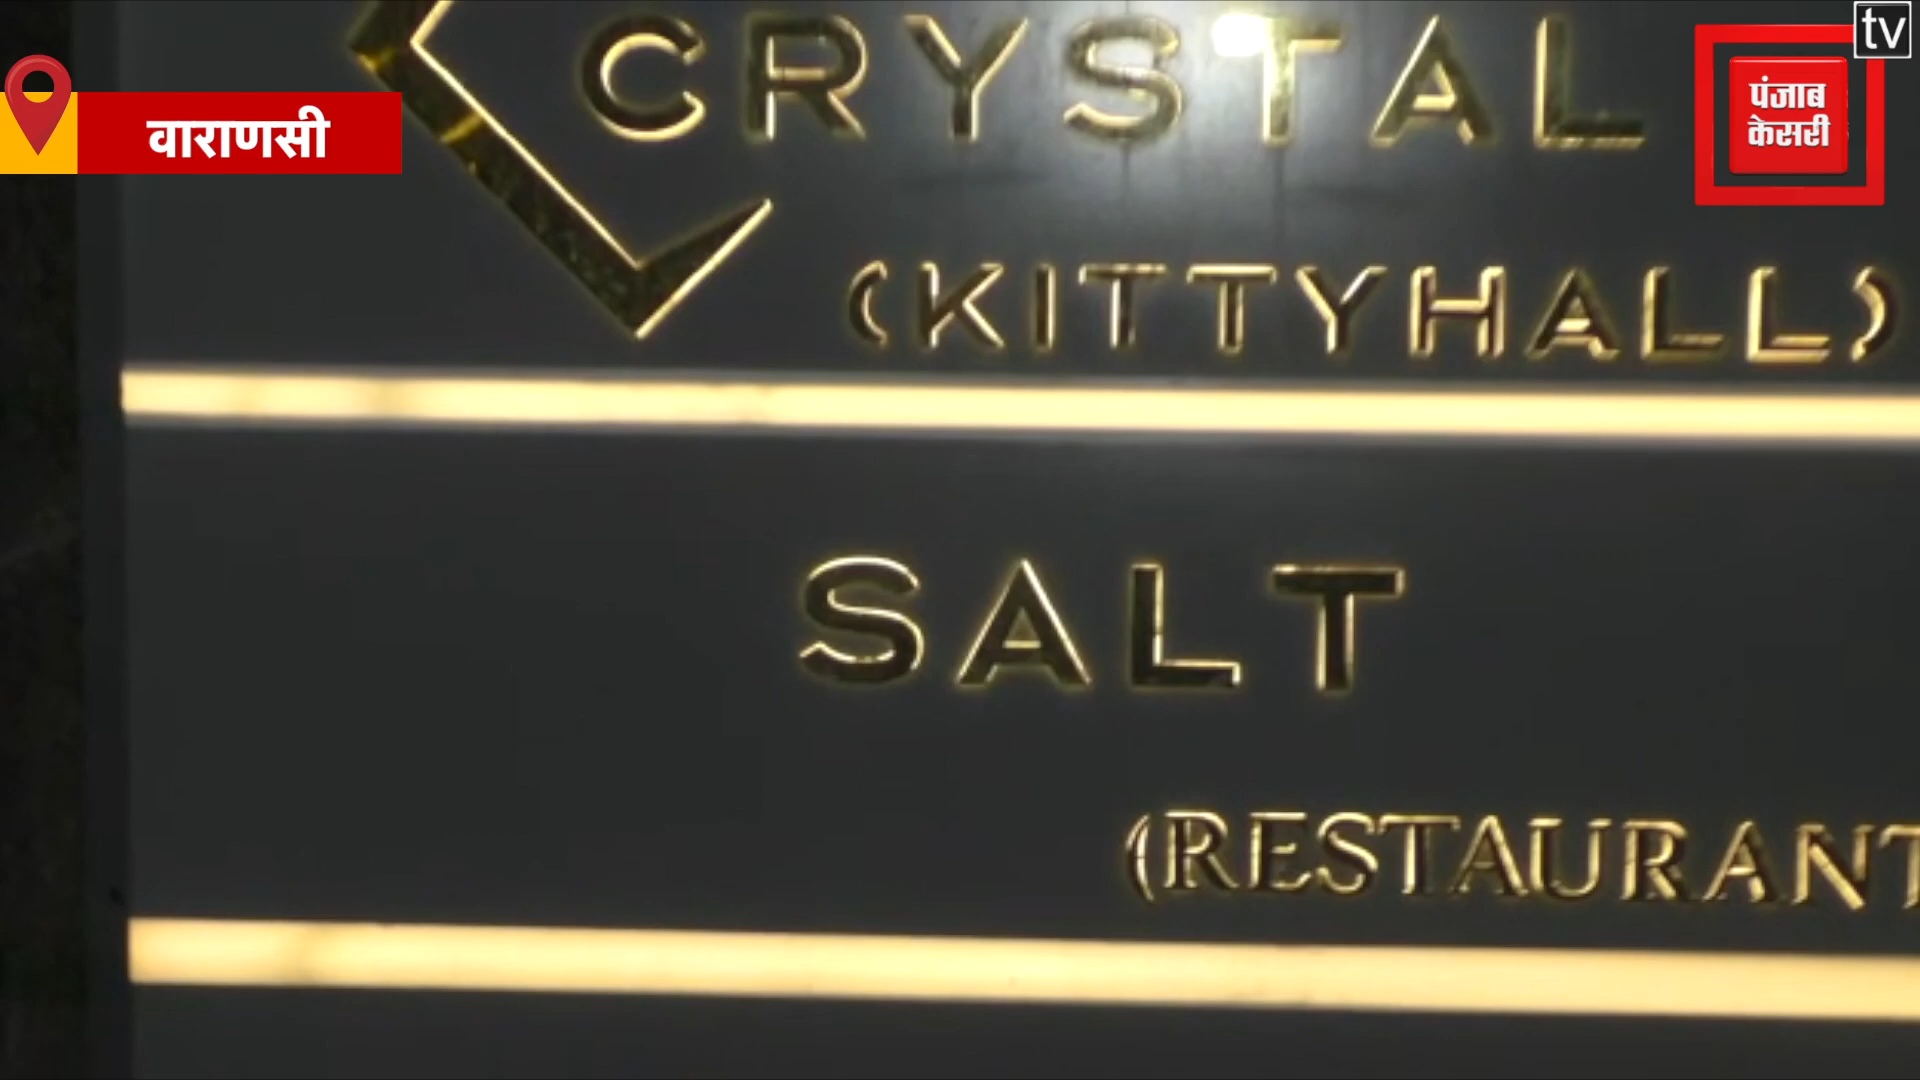 tv
पंजाब
केसरी
वाराणसी
CRYSTAL
(KITTYHALL)
SALT
(RESTAURANT